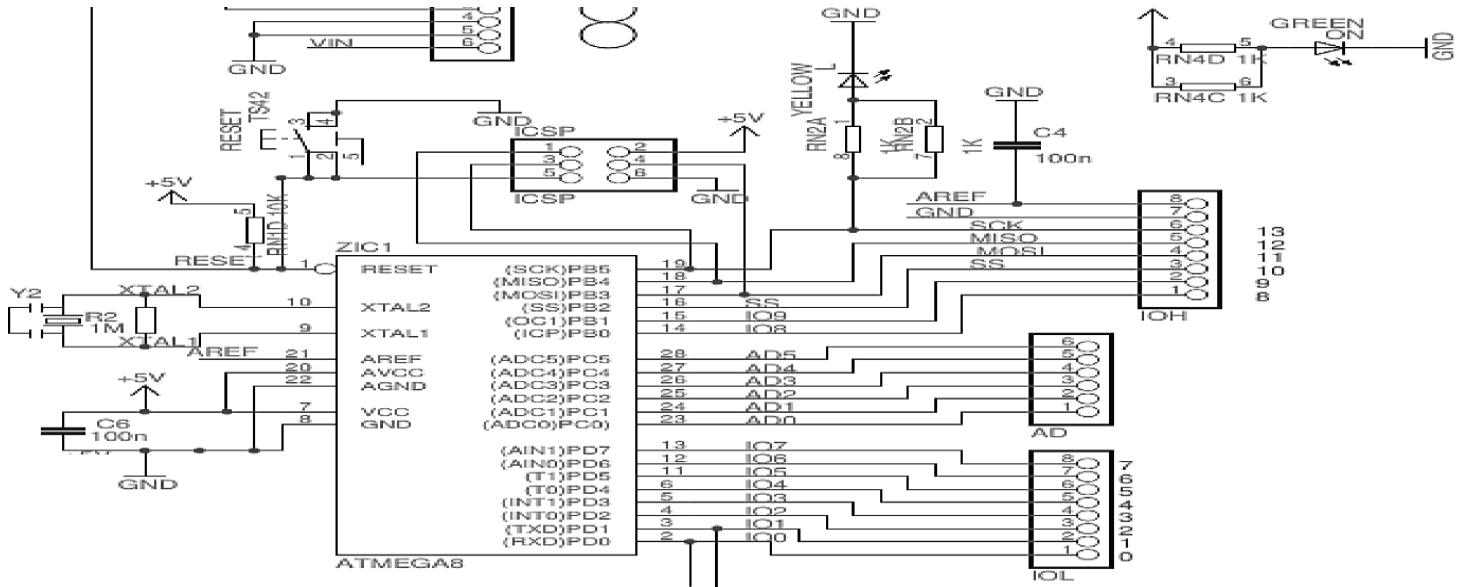 4
5
6
VIN
GND
GND
GREEN
ON
4 5
RN4D 1K
3 6
RN4C 1K
GND
RESET
TS42
3 4
1 2 5
GND
ICSP
1 2
3 4
5 6
ICSP
+5V
GND
YELLOW
L
RN2A
1
8
1K
RN2B
2
7
1K
GND
C4
100n
+5V
5
RN1D 10K
4
RESET
1
AREF
GND
SCK
MISO
MOSI
SS
8
7
6
5
4
3
2
1
13
12
11
10
9
8
IOH
ZIC1
RESET
XTAL2
XTAL1
AREF
AVCC
AGND
VCC
GND
(SCK)PB5
(MISO)PB4
(MOSI)PB3
(SS)PB2
(OC1)PB1
(ICP)PB0
(ADC5)PC5
(ADC4)PC4
(ADC3)PC3
(ADC2)PC2
(ADC1)PC1
(ADC0)PC0)
(AIN1)PD7
(AIN0)PD6
(T1)PD5
(T0)PD4
(INT1)PD3
(INT0)PD2
(TXD)PD1
(RXD)PD0
ATMEGA8
Y2
XTAL2
R2
1M
XTAL1
AREF
10
9
21
20
22
7
8
+5V
C6
100n
GND
19
18
17
16 SS
15 IO9
14 IO8
28 AD5
27 AD4
26 AD3
25 AD2
24 AD1
23 AD0
13 IO7
12 IO6
11 IO5
6 IO4
5 IO3
4 IO2
3 IO1
2 IO0
6
5
4
3
2
1
AD
8 7
7 6
6 5
5 4
4 3
3 2
2 1
1 0
IOL